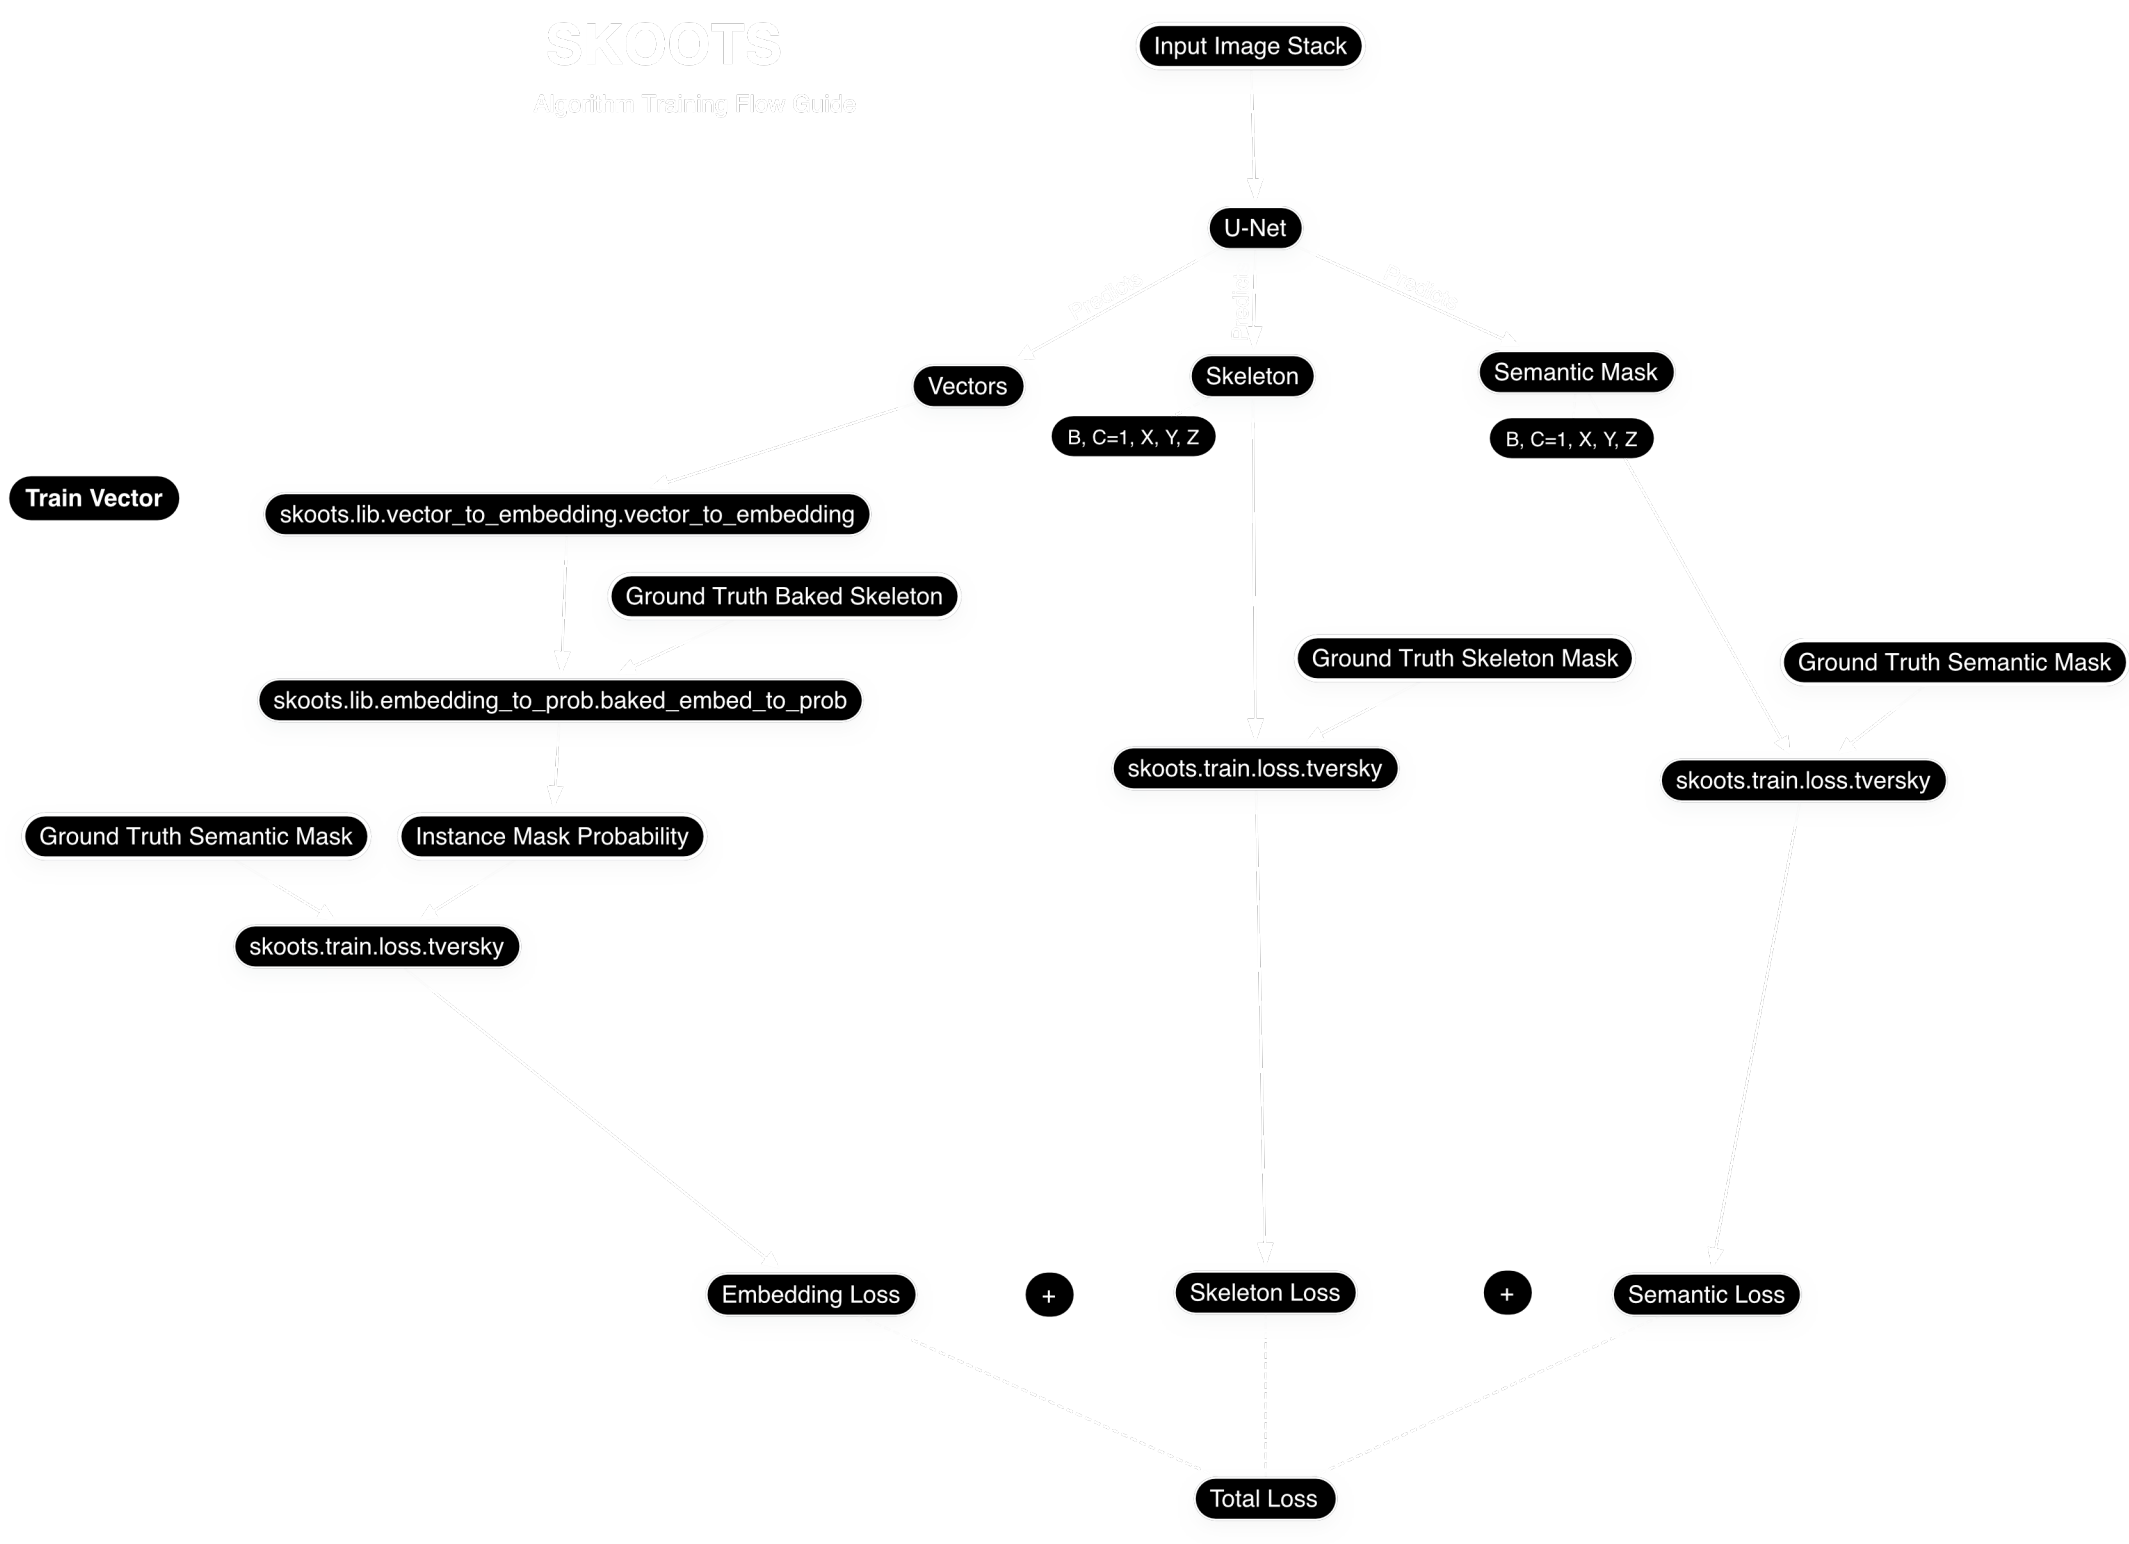 SKOOTS
Algorithm Training Flow Guide
Input Image Stack
U-Net
Predicts
Predicts
Predicts
Vectors
Skeleton
Semantic Mask
B, C=1, X, Y, Z
B, C=1, X, Y, Z
Train Vector
skoots.lib.vector_to_embedding.vector_to_embedding
Ground Truth Baked Skeleton
Ground Truth Skeleton Mask
Ground Truth Semantic Mask
skoots.lib.embedding_to_prob.baked_embed_to_prob
skoots.train.loss.tversky
skoots.train.loss.tversky
Ground Truth Semantic Mask
Instance Mask Probability
skoots.train.loss.tversky
Embedding Loss
+
Skeleton Loss
+
Semantic Loss
Total Loss